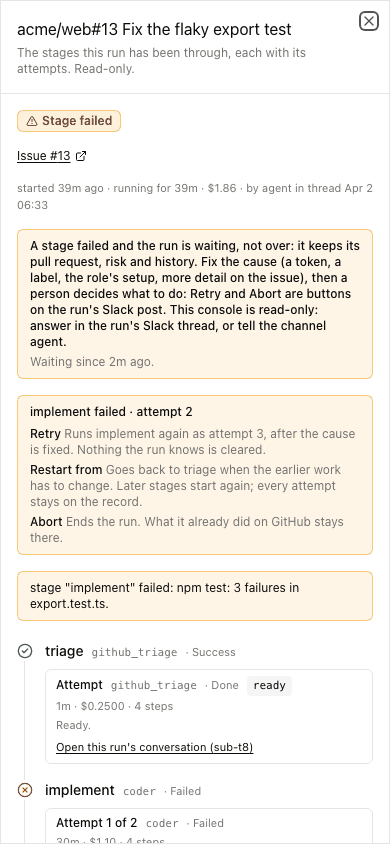 acme/web#13 Fix the flaky export test
The stages this run has been through, each with its
attempts. Read-only.
Stage failed
Issue #13
started 39m ago · running for 39m · $1.86 · by agent in thread Apr 2
06:33
A stage failed and the run is waiting, not over: it keeps its
pull request, risk and history. Fix the cause (a token, a
label, the role's setup, more detail on the issue), then a
person decides what to do: Retry and Abort are buttons
on the run's Slack post. This console is read-only:
answer in the run's Slack thread, or tell the channel
agent.
Waiting since 2m ago.
implement failed · attempt 2
Retry Runs implement again as attempt 3, after the cause
is fixed. Nothing the run knows is cleared.
Restart from Goes back to triage when the earlier work
has to change. Later stages start again; every attempt
stays on the record.
Abort Ends the run. What it already did on GitHub stays
there.
stage "implement" failed: npm test: 3 failures in
export.test.ts.
triage github_triage · Success
Attempt github_triage · Done ready
1m · $0.2500 · 4 steps
Ready.
Open this run's conversation (sub-t8)
implement coder · Failed
Attempt 1 of 2 coder · Failed
30m · $1.10 · 4 steps